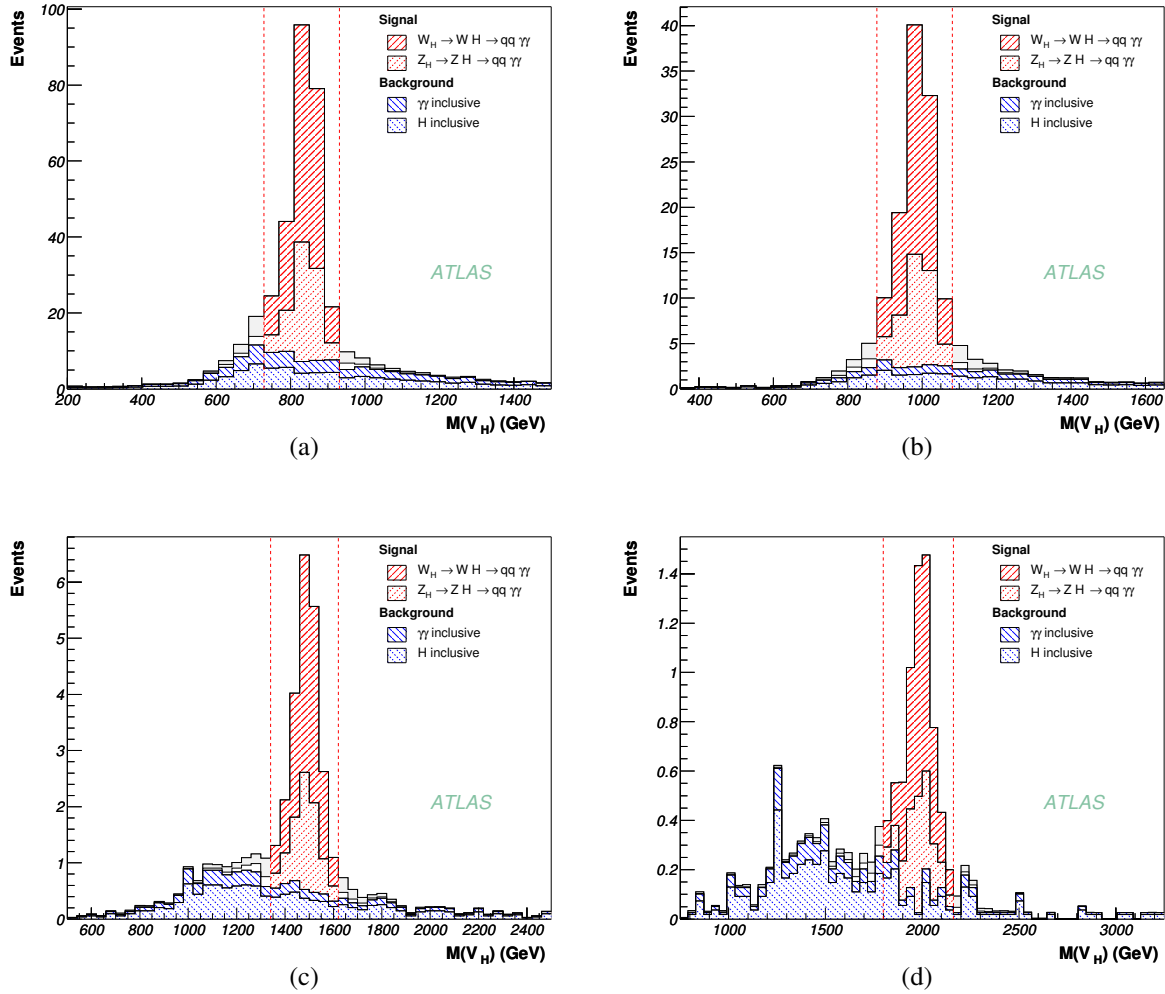 Events
100
80
60
40
20
0
200 400 600 800 1000 1200 1400
M(V_H) (GeV)
Signal
W_H → W H → qq γγ
Z_H → Z H → qq γγ
Background
γγ inclusive
H inclusive
ATLAS
(a)
Events
40
35
30
25
20
15
10
5
0
400 600 800 1000 1200 1400 1600
M(V_H) (GeV)
Signal
W_H → W H → qq γγ
Z_H → Z H → qq γγ
Background
γγ inclusive
H inclusive
ATLAS
(b)
Events
6
5
4
3
2
1
0
600 800 1000 1200 1400 1600 1800 2000 2200 2400
M(V_H) (GeV)
Signal
W_H → W H → qq γγ
Z_H → Z H → qq γγ
Background
γγ inclusive
H inclusive
ATLAS
(c)
Events
1.4
1.2
1
0.8
0.6
0.4
0.2
0
1000 1500 2000 2500 3000
M(V_H) (GeV)
Signal
W_H → W H → qq γγ
Z_H → Z H → qq γγ
Background
γγ inclusive
H inclusive
ATLAS
(d)